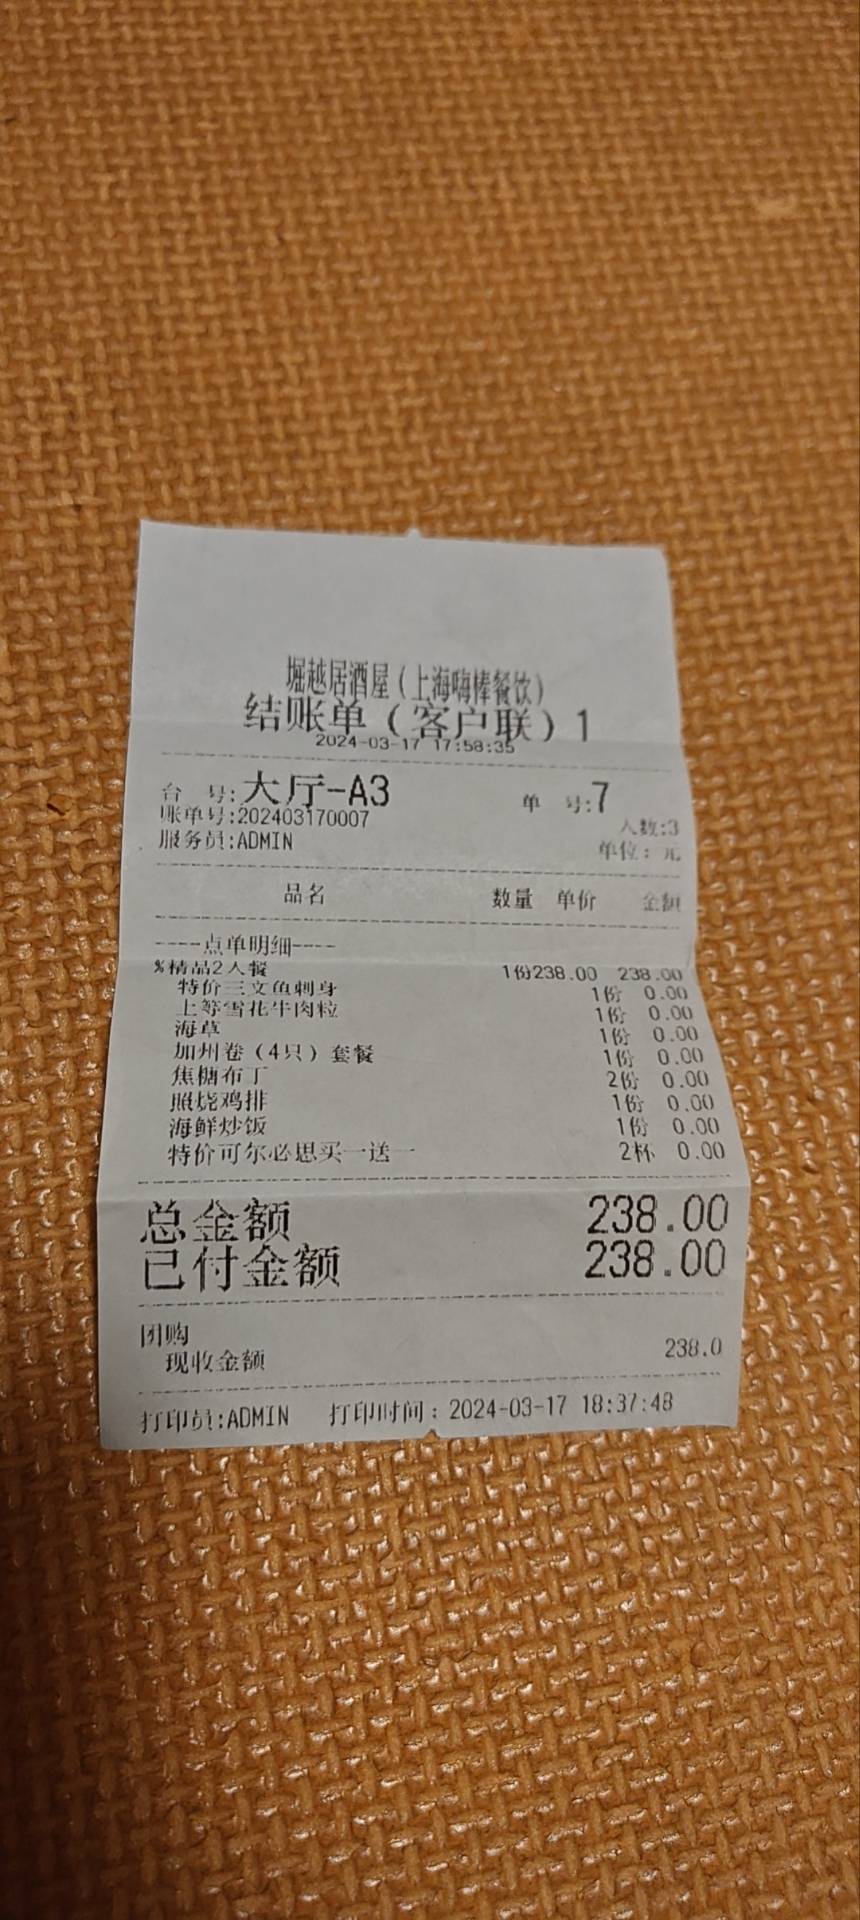 堀越居酒屋（上海嗨棒餐饮）
结账单（客户联）1
2024-03-17 17:58:35
台 号:大厅-A3 单 号:7
账单号:202403170007 人数:3
服务员:ADMIN 单位：元
品名 数量 单价 金额
----点单明细----
%精品2人餐 1份238.00 238.00
特价三文鱼刺身 1份 0.00
上等雪花牛肉粒 1份 0.00
海草 1份 0.00
加州卷（4只）套餐 1份 0.00
焦糖布丁 2份 0.00
照烧鸡排 1份 0.00
海鲜炒饭 1份 0.00
特价可尔必思买一送一 2杯 0.00
总金额 238.00
已付金额 238.00
团购
现收金额 238.0
打印员:ADMIN 打印时间：2024-03-17 18:37:48